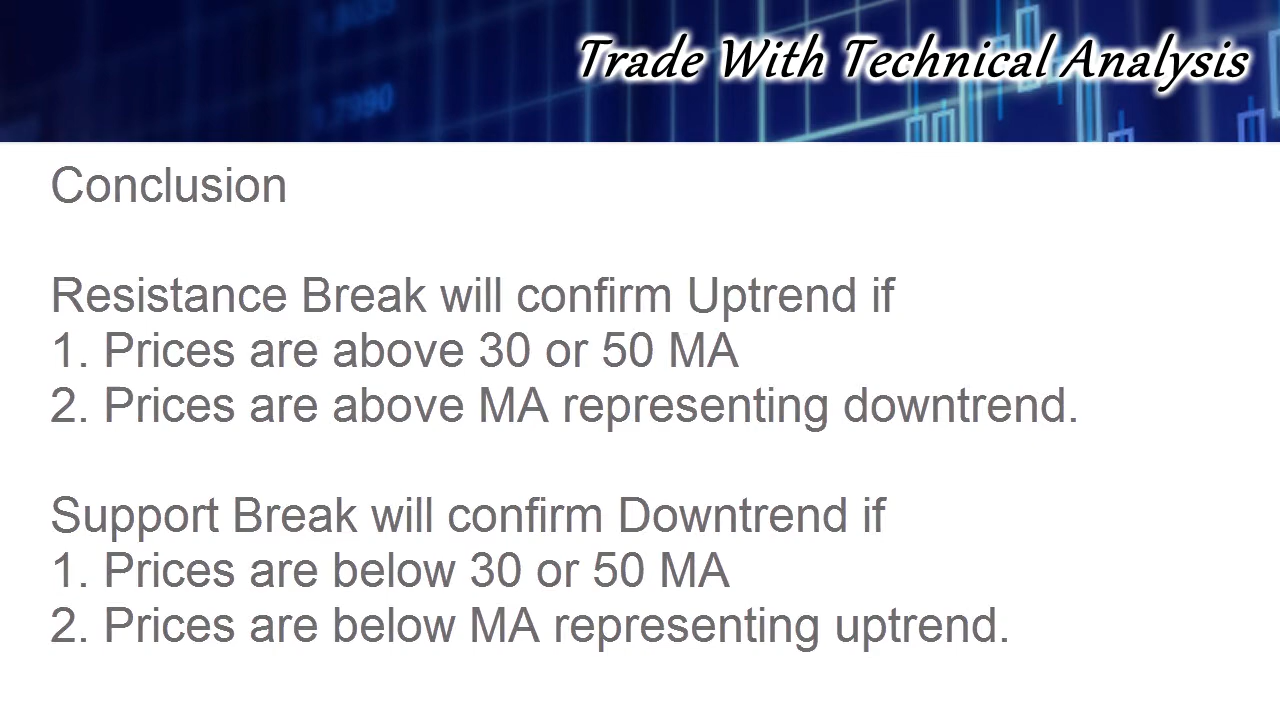 Trade With Technical Analysis
Conclusion
Resistance Break will confirm Uptrend if
1. Prices are above 30 or 50 MA
2. Prices are above MA representing downtrend.
Support Break will confirm Downtrend if
1. Prices are below 30 or 50 MA
2. Prices are below MA representing uptrend.